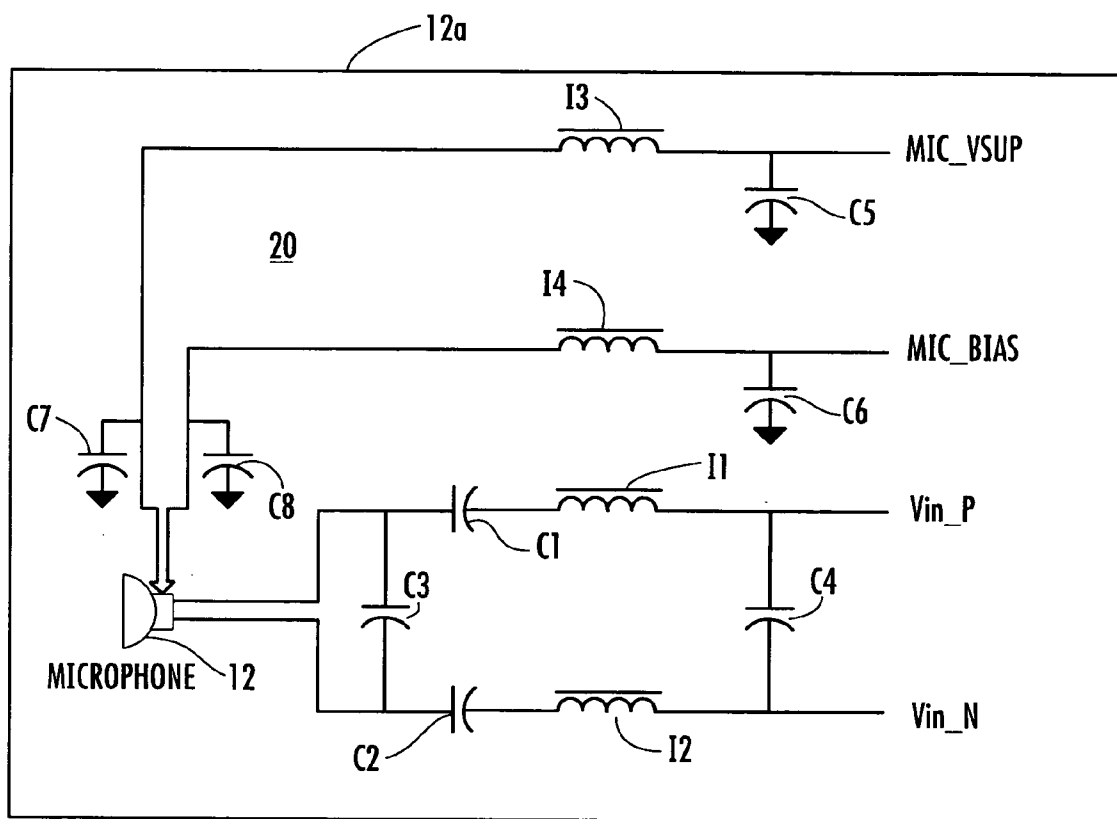 12a
I3
MIC_VSUP
C5
20
I4
MIC_BIAS
C6
C7
C8
I1
Vin_P
C1
C3
C4
MICROPHONE
12
C2
I2
Vin_N